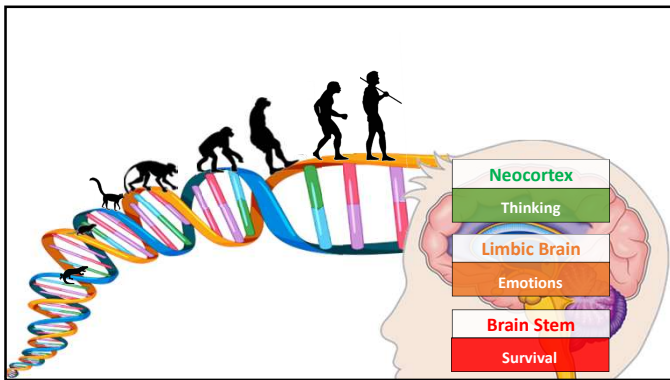 Neocortex
Thinking
Limbic Brain
Emotions
Brain Stem
Survival